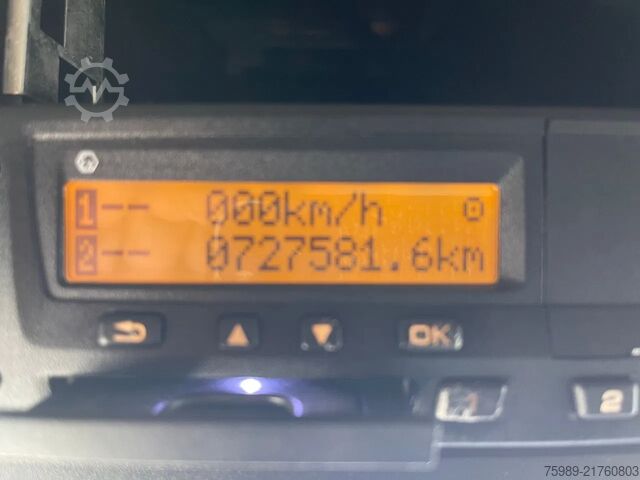 1-- 000km/h
2-- 0727581.6km
OK
1 2
75989-21760803